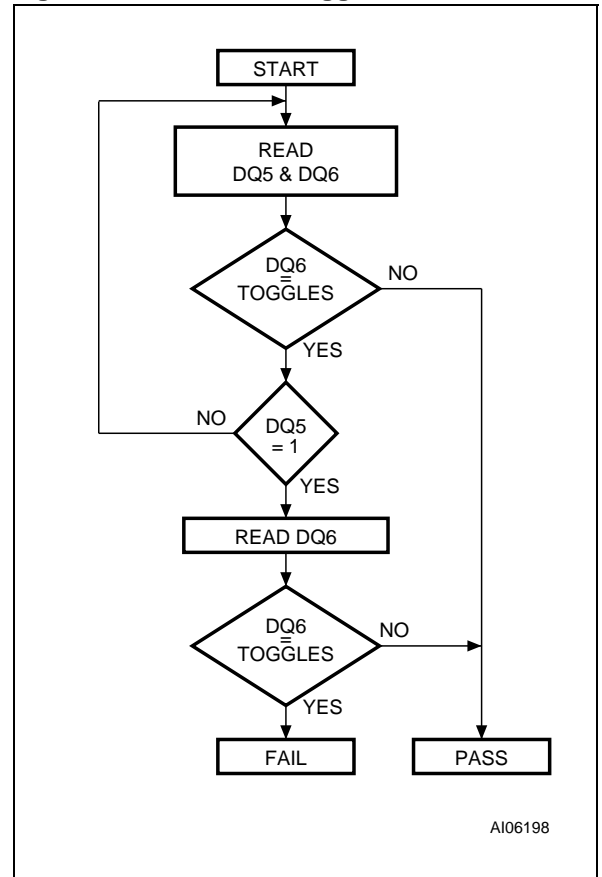 START
READ
DQ5 & DQ6
DQ6
=
TOGGLES
NO
YES
DQ5
= 1
NO
YES
READ DQ6
DQ6
=
TOGGLES
NO
YES
FAIL
PASS
AI06198